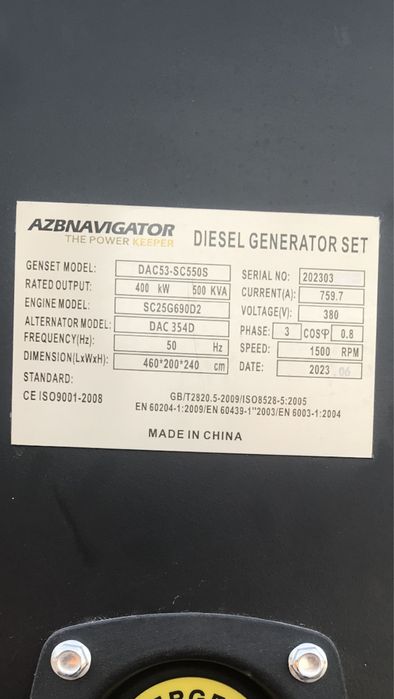 AZBNAVIGATOR
THE POWER KEEPER
DIESEL GENERATOR SET
GENSET MODEL: DAC53-SC550S
RATED OUTPUT: 400 kW 500 KVA
ENGINE MODEL: SC25G690D2
ALTERNATOR MODEL: DAC 354D
FREQUENCY(Hz): 50 Hz
DIMENSION(LxWxH): 460*200*240 cm
STANDARD:
CE ISO9001-2008
SERIAL NO: 202303
CURRENT(A): 759.7
VOLTAGE(V): 380
PHASE: 3 COSΨ 0.8
SPEED: 1500 RPM
DATE: 2023 06
GB/T2820.5-2009/ISO8528-5:2005
EN 60204-1:2009/EN 60439-1"2003/EN 6003-1:2004
MADE IN CHINA